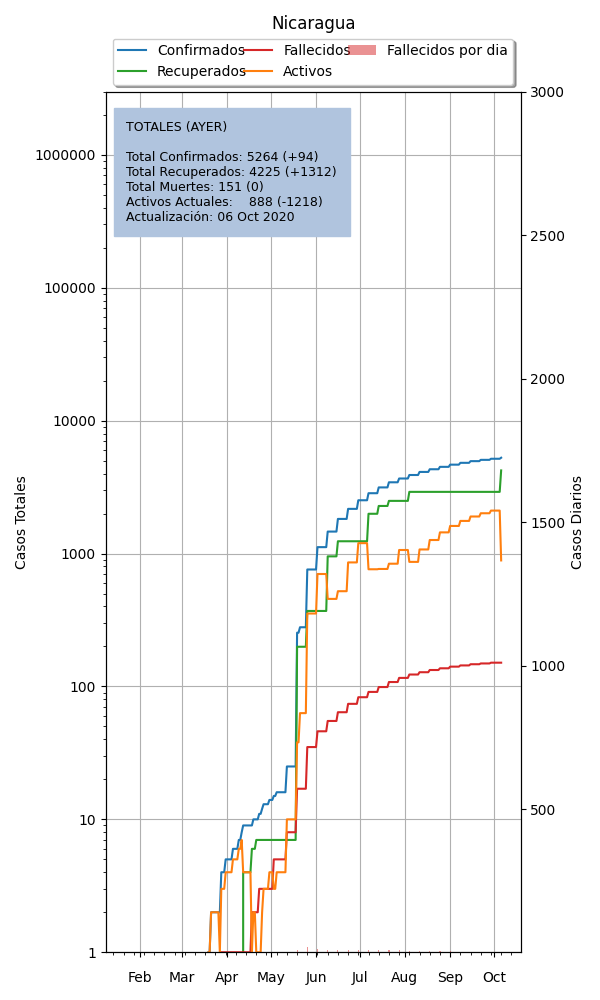 Nicaragua
Confirmados
Fallecidos
Fallecidos por dia
Recuperados
Activos
TOTALES (AYER)
Total Confirmados: 5264 (+94)
Total Recuperados: 4225 (+1312)
Total Muertes: 151 (0)
Activos Actuales: 888 (-1218)
Actualización: 06 Oct 2020
Casos Totales
1000000
100000
10000
1000
100
10
1
Casos Diarios
3000
2500
2000
1500
1000
500
Feb Mar Apr May Jun Jul Aug Sep Oct